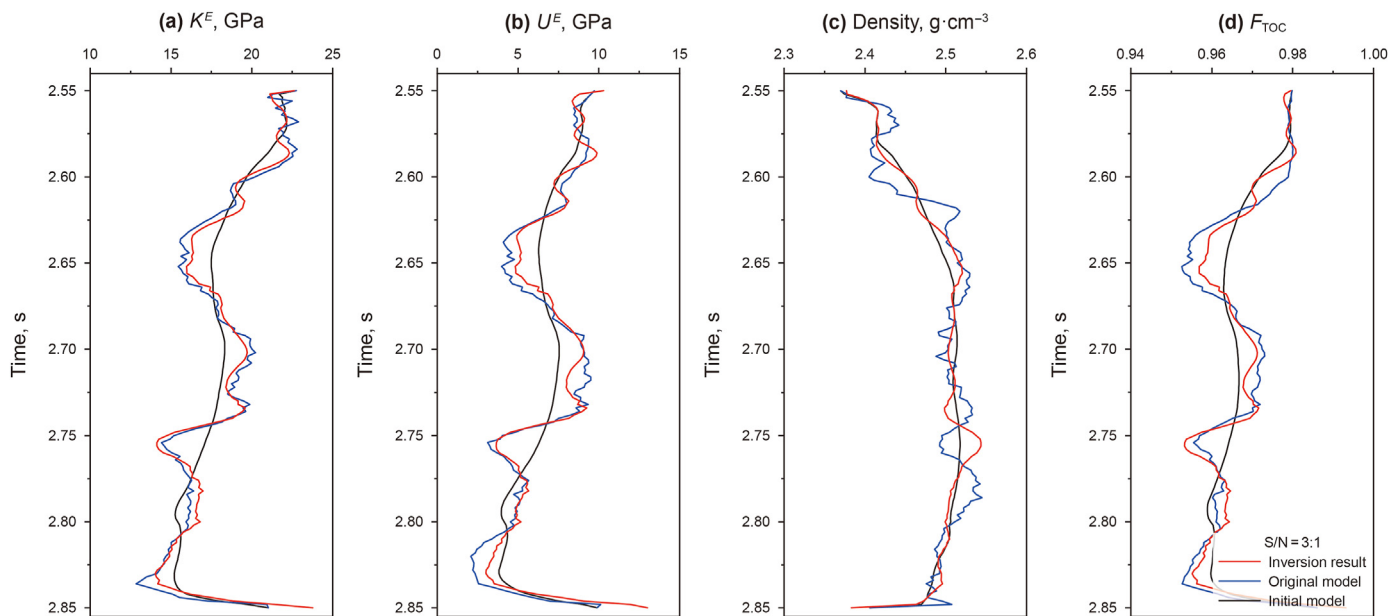 (a) K^E, GPa
10 15 20 25
Time, s
2.55
2.60
2.65
2.70
2.75
2.80
2.85
(b) U^E, GPa
0 5 10 15
Time, s
2.55
2.60
2.65
2.70
2.75
2.80
2.85
(c) Density, g·cm⁻³
2.3 2.4 2.5 2.6
Time, s
2.55
2.60
2.65
2.70
2.75
2.80
2.85
(d) F_TOC
0.94 0.96 0.98 1.00
Time, s
2.55
2.60
2.65
2.70
2.75
2.80
2.85
S/N = 3:1
Inversion result
Original model
Initial model